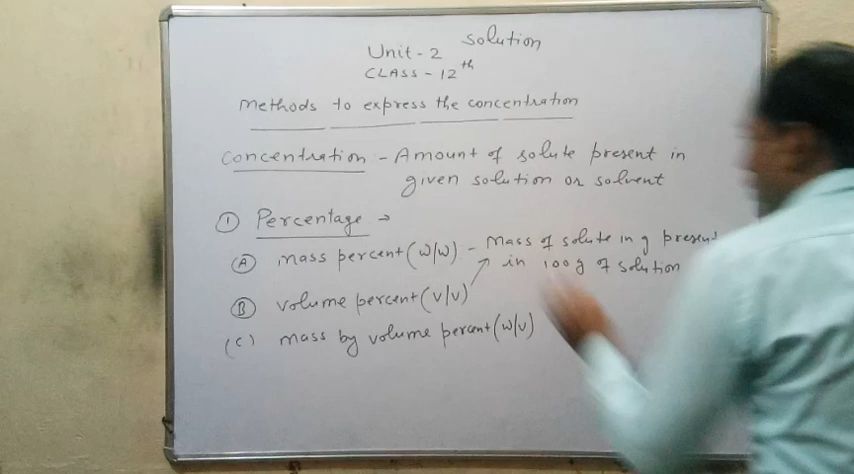 Solution
Unit - 2
CLASS - 12th
Methods to express the concentration
Concentration - Amount of solute present in
given solution or solvent
① Percentage →
Ⓐ mass percent (w/w) - Mass of solute in g present
in 100 g of solution
Ⓑ volume percent (v/v)
(C) mass by volume percent (w/v)